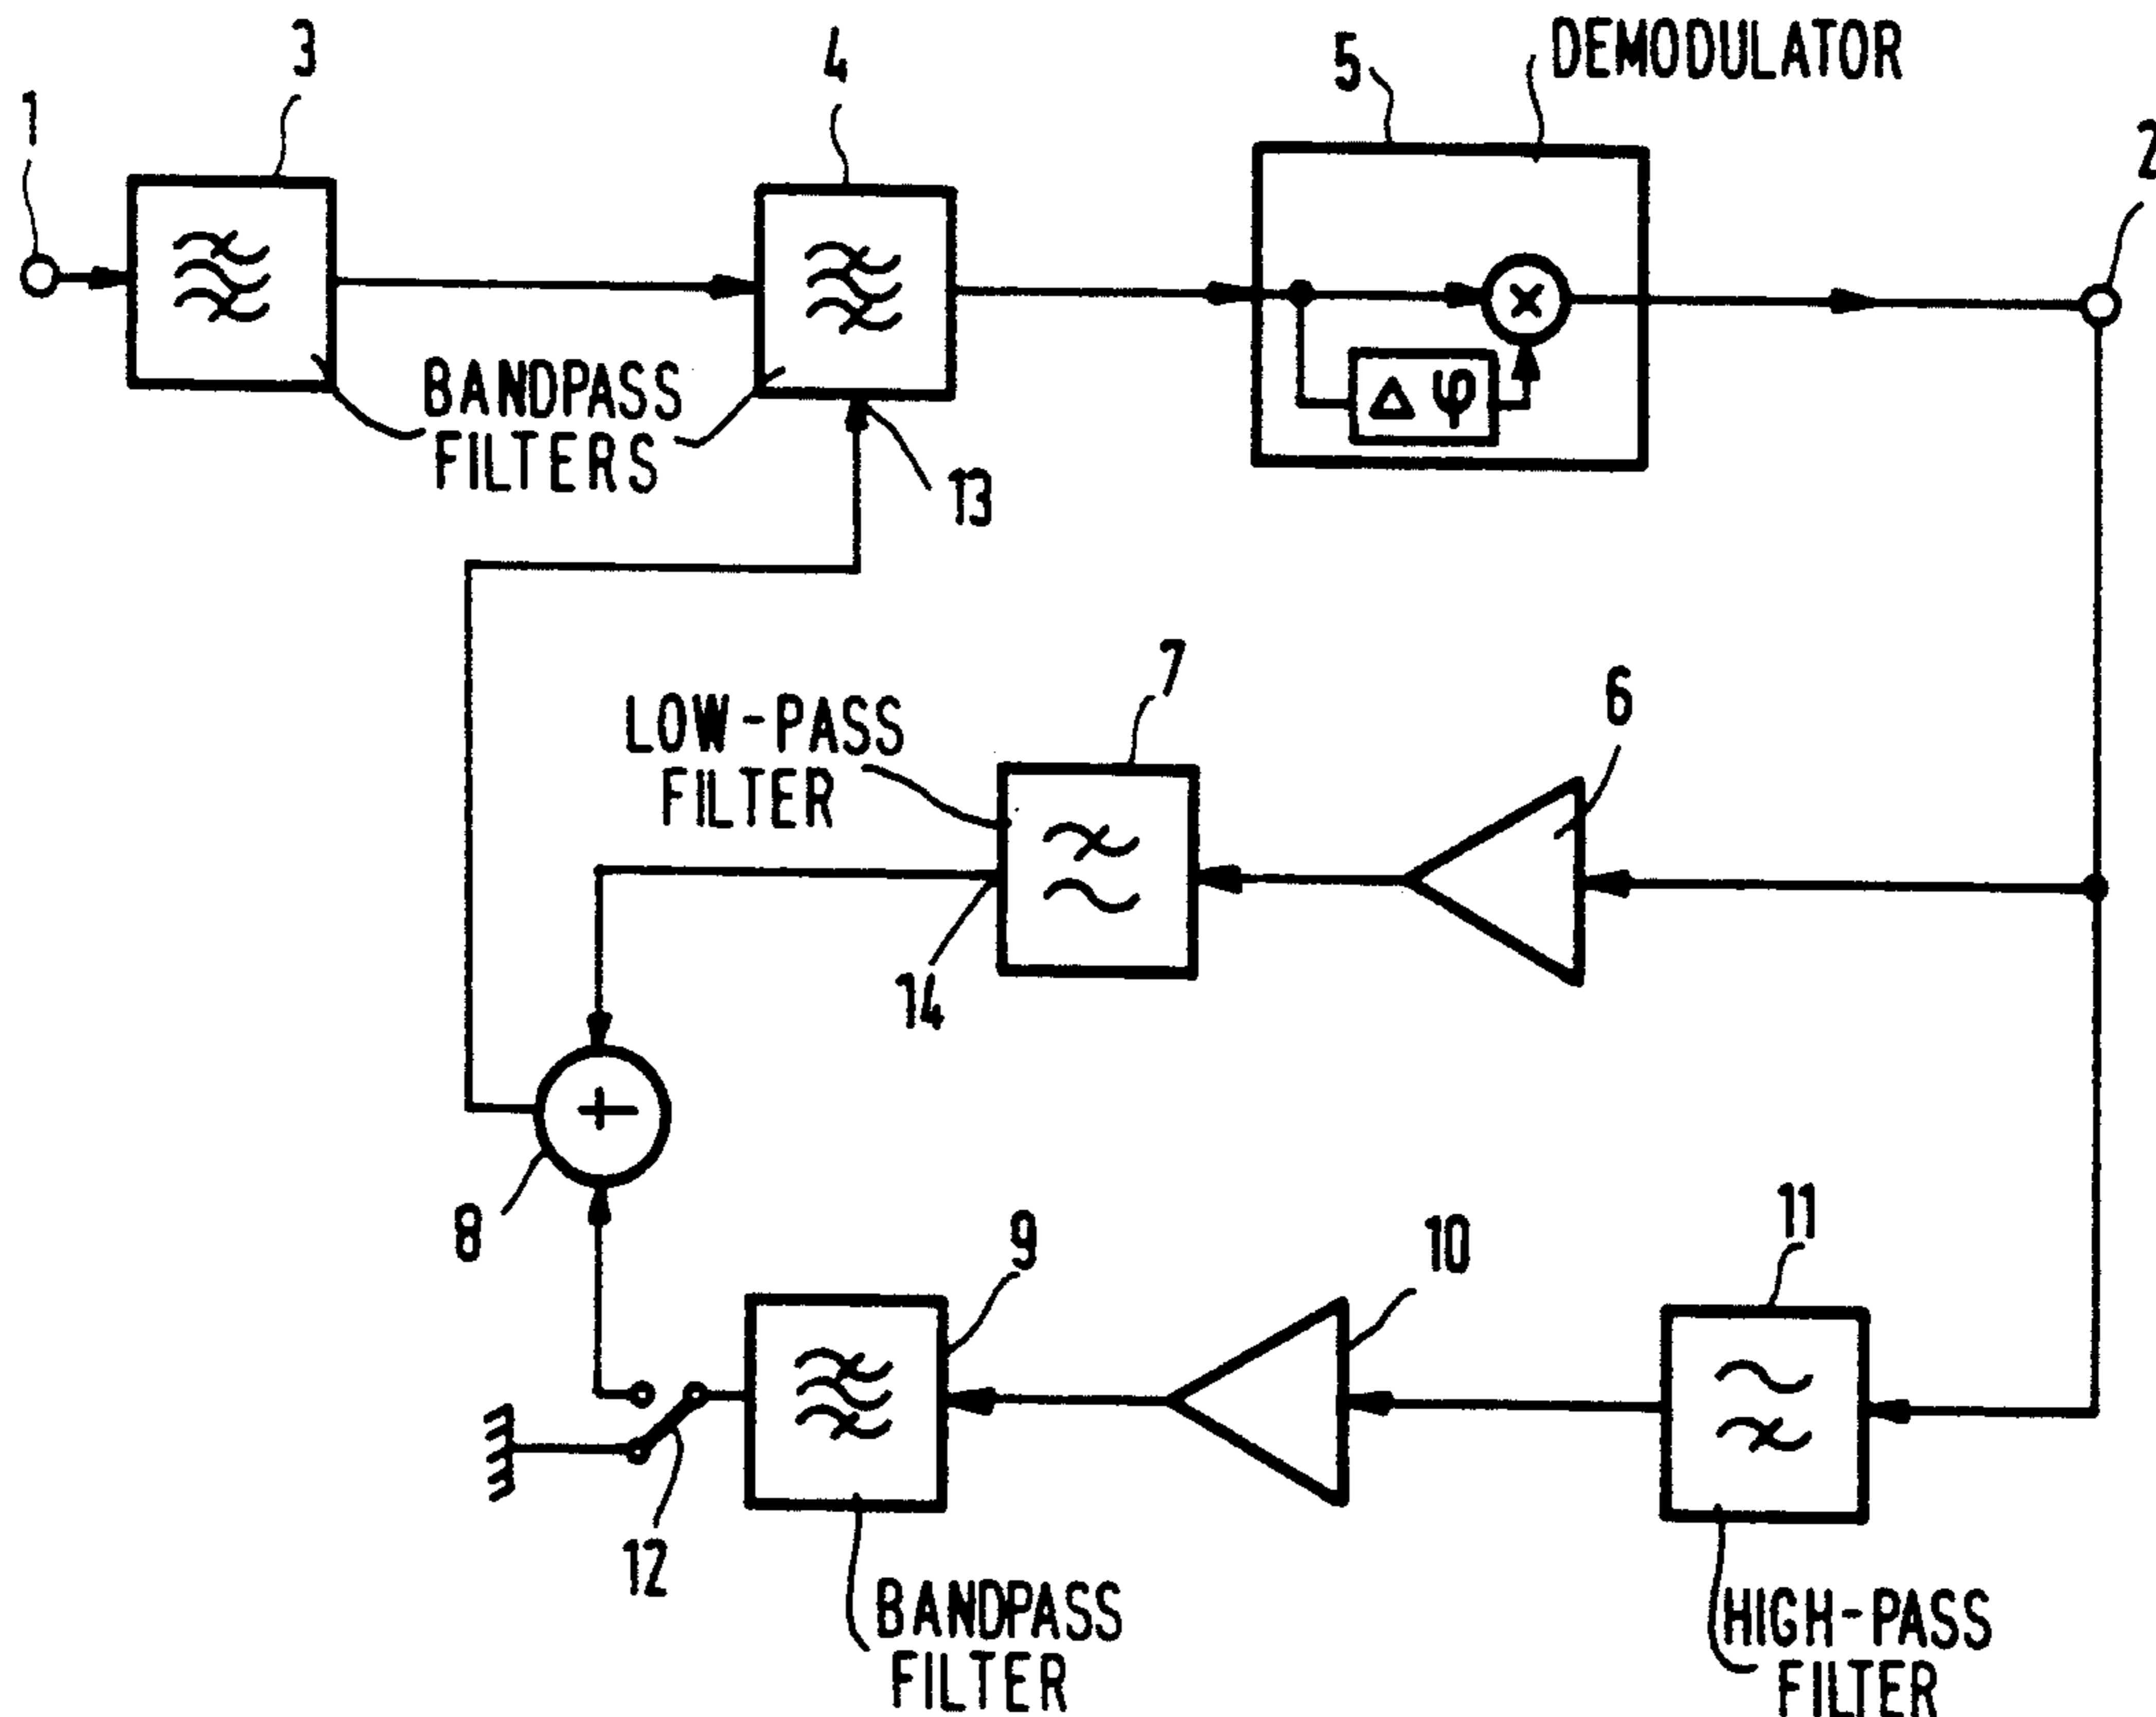 3
4
5
DEMODULATOR
1
2
BANDPASS
FILTERS
Δ φ
13
7
6
LOW-PASS
FILTER
14
8
9
10
11
12
BANDPASS
FILTER
HIGH-PASS
FILTER